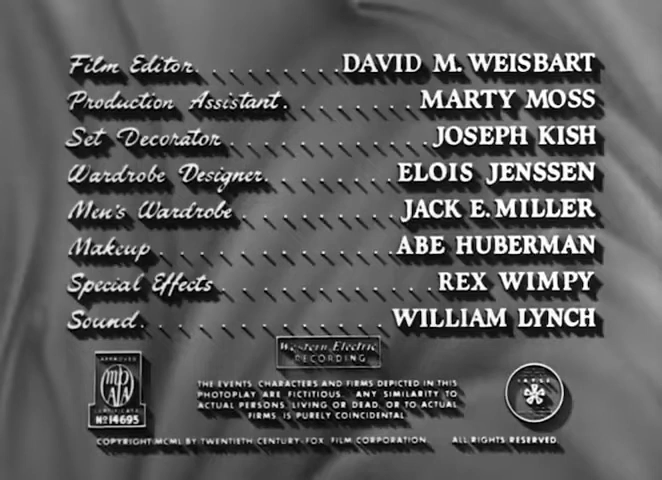 Film Editor. . . . . . . . . DAVID M. WEISBART
Production Assistant. . . . . . . MARTY MOSS
Set Decorator . . . . . . . . . . JOSEPH KISH
Wardrobe Designer. . . . . . . ELOIS JENSSEN
Men's Wardrobe . . . . . . . . JACK E. MILLER
Makeup . . . . . . . . . . . . ABE HUBERMAN
Special Effects . . . . . . . . . . REX WIMPY
Sound. . . . . . . . . . . . WILLIAM LYNCH
Western Electric
RECORDING
APPROVED
MPAA
CERTIFICATE
No 14695
THE EVENTS, CHARACTERS AND FIRMS DEPICTED IN THIS
PHOTOPLAY ARE FICTITIOUS. ANY SIMILARITY TO
ACTUAL PERSONS, LIVING OR DEAD, OR TO ACTUAL
FIRMS, IS PURELY COINCIDENTAL
IATSE
COPYRIGHT MCML BY TWENTIETH CENTURY-FOX FILM CORPORATION. ALL RIGHTS RESERVED.